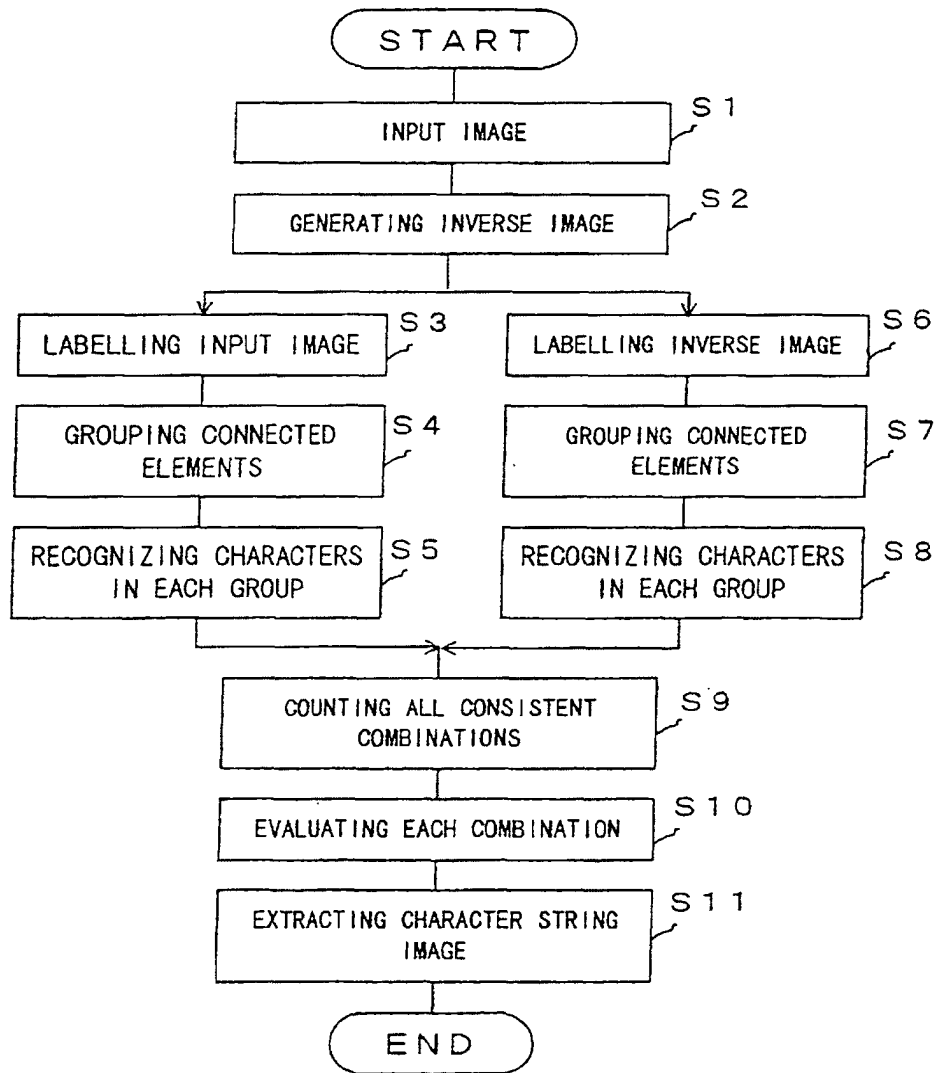 START
INPUT IMAGE
S1
GENERATING INVERSE IMAGE
S2
LABELLING INPUT IMAGE
S3
GROUPING CONNECTED
ELEMENTS
S4
RECOGNIZING CHARACTERS
IN EACH GROUP
S5
LABELLING INVERSE IMAGE
S6
GROUPING CONNECTED
ELEMENTS
S7
RECOGNIZING CHARACTERS
IN EACH GROUP
S8
COUNTING ALL CONSISTENT
COMBINATIONS
S9
EVALUATING EACH COMBINATION
S10
EXTRACTING CHARACTER STRING
IMAGE
S11
END